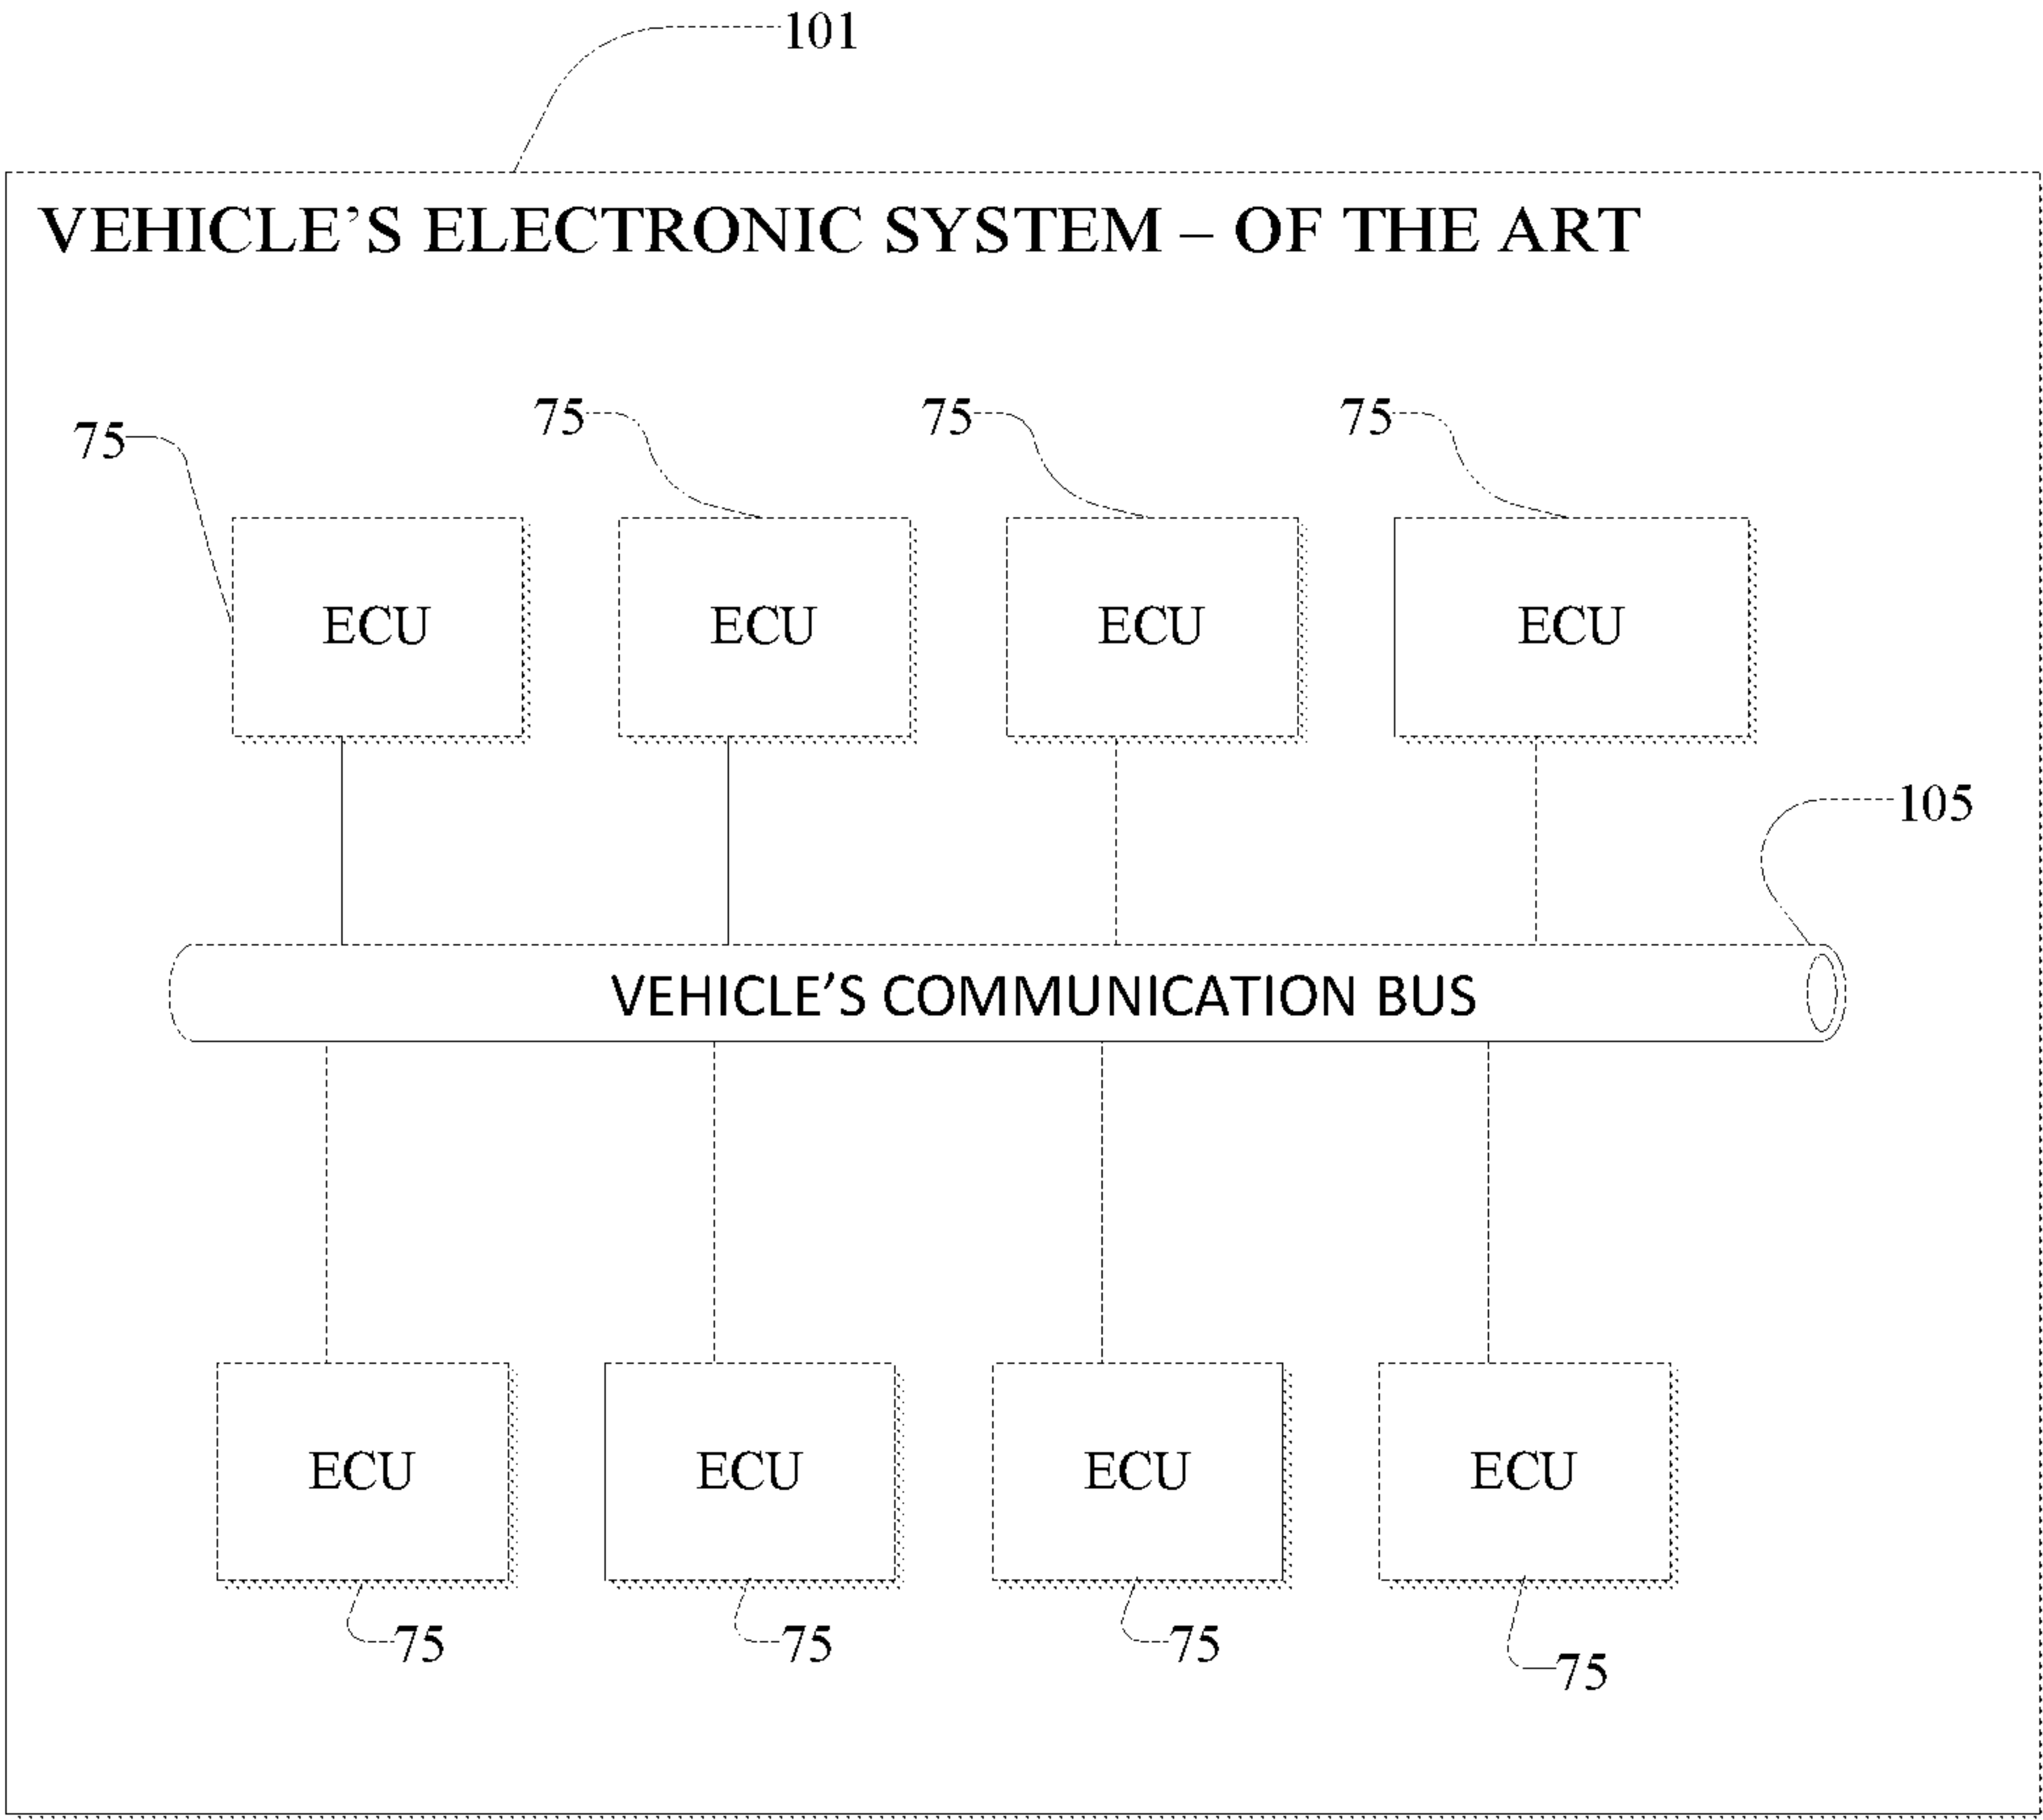 101
VEHICLE’S ELECTRONIC SYSTEM – OF THE ART
75 75 75 75
ECU ECU ECU ECU
105
VEHICLE’S COMMUNICATION BUS
ECU ECU ECU ECU
75 75 75 75